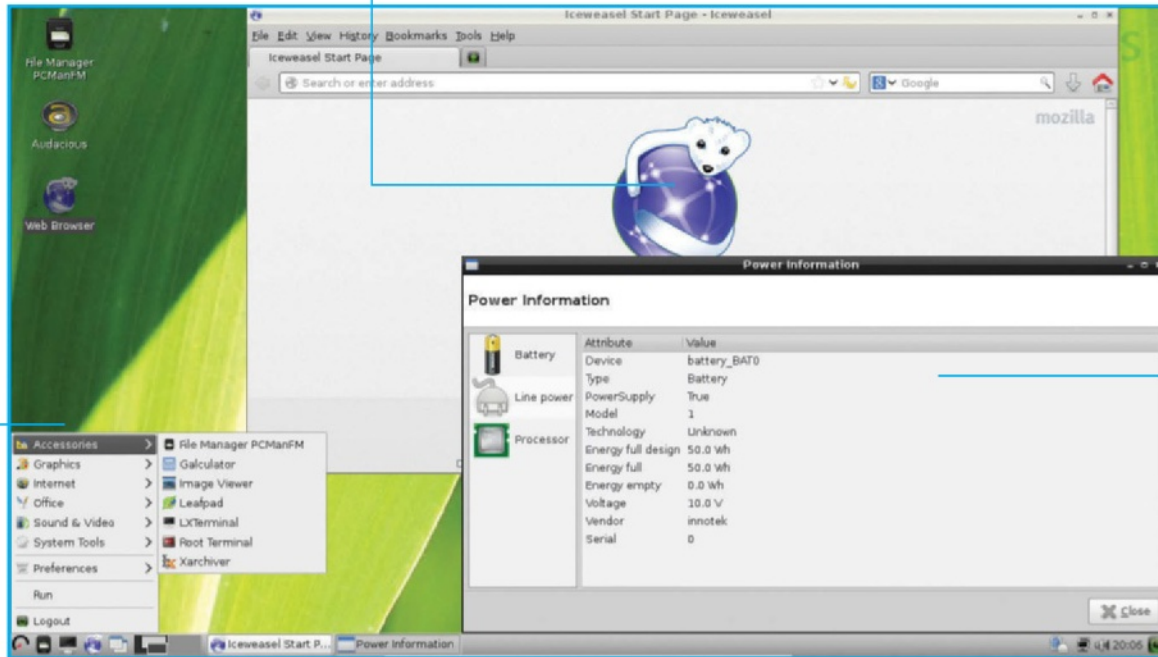 Iceweasel Start Page - Iceweasel
File Edit View History Bookmarks Tools Help
Iceweasel Start Page
Search or enter address
Google
mozilla
S
File Manager
PCManFM
Audacious
Web Browser
Power Information
Power Information
Battery
Line power
Processor
Attribute Value
Device battery_BAT0
Type Battery
PowerSupply True
Model 1
Technology Unknown
Energy full design 50.0 Wh
Energy full 50.0 Wh
Energy empty 0.0 Wh
Voltage 10.0 V
Vendor innotek
Serial 0
Close
Accessories
Graphics
Internet
Office
Sound & Video
System Tools
Preferences
Run
Logout
File Manager PCManFM
Galculator
Image Viewer
Leafpad
LXTerminal
Root Terminal
Xarchiver
Iceweasel Start P...
Power Information
20:05